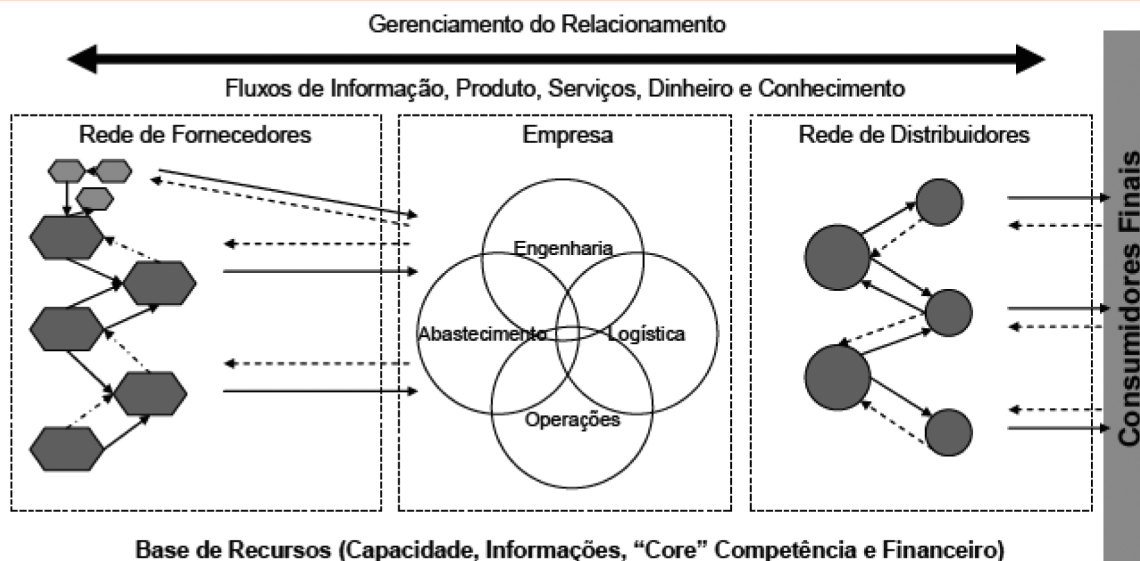 Gerenciamento do Relacionamento
Fluxos de Informação, Produto, Serviços, Dinheiro e Conhecimento
Rede de Fornecedores
Empresa
Rede de Distribuidores
Engenharia
Abastecimento
Logística
Operações
Consumidores Finais
Base de Recursos (Capacidade, Informações, “Core” Competência e Financeiro)